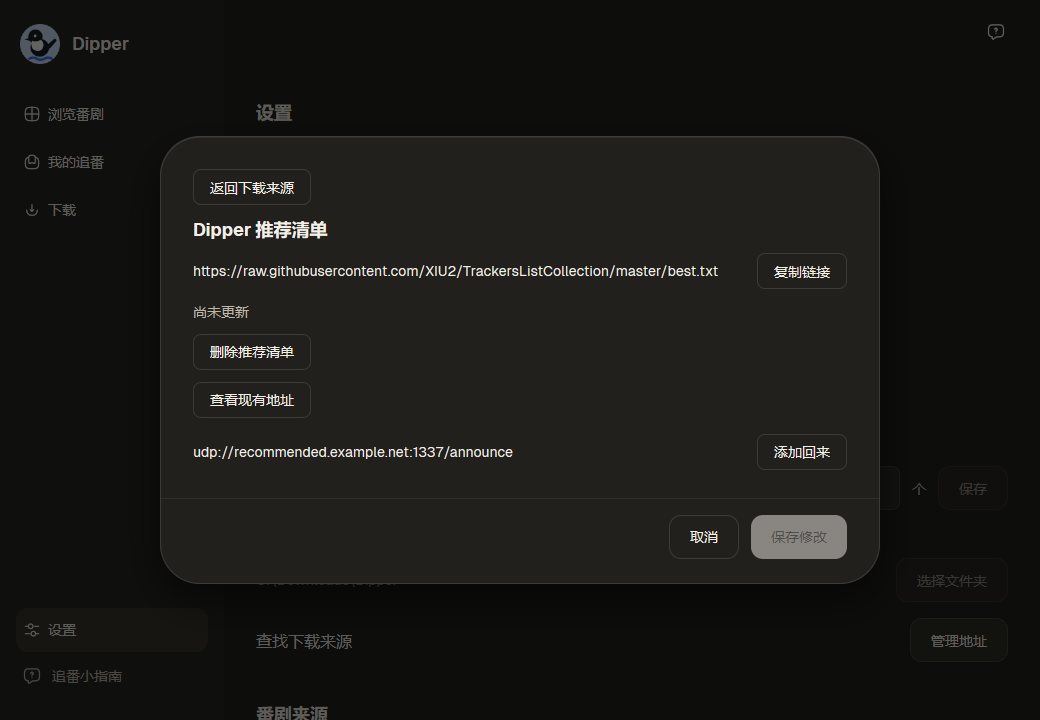 Dipper
浏览番剧
我的追番
下载
设置
返回下载来源
Dipper 推荐清单
https://raw.githubusercontent.com/XIU2/TrackersListCollection/master/best.txt
复制链接
尚未更新
删除推荐清单
查看现有地址
udp://recommended.example.net:1337/announce
添加回来
个
保存
取消
保存修改
选择文件夹
设置
查找下载来源
管理地址
追番小指南
番剧来源